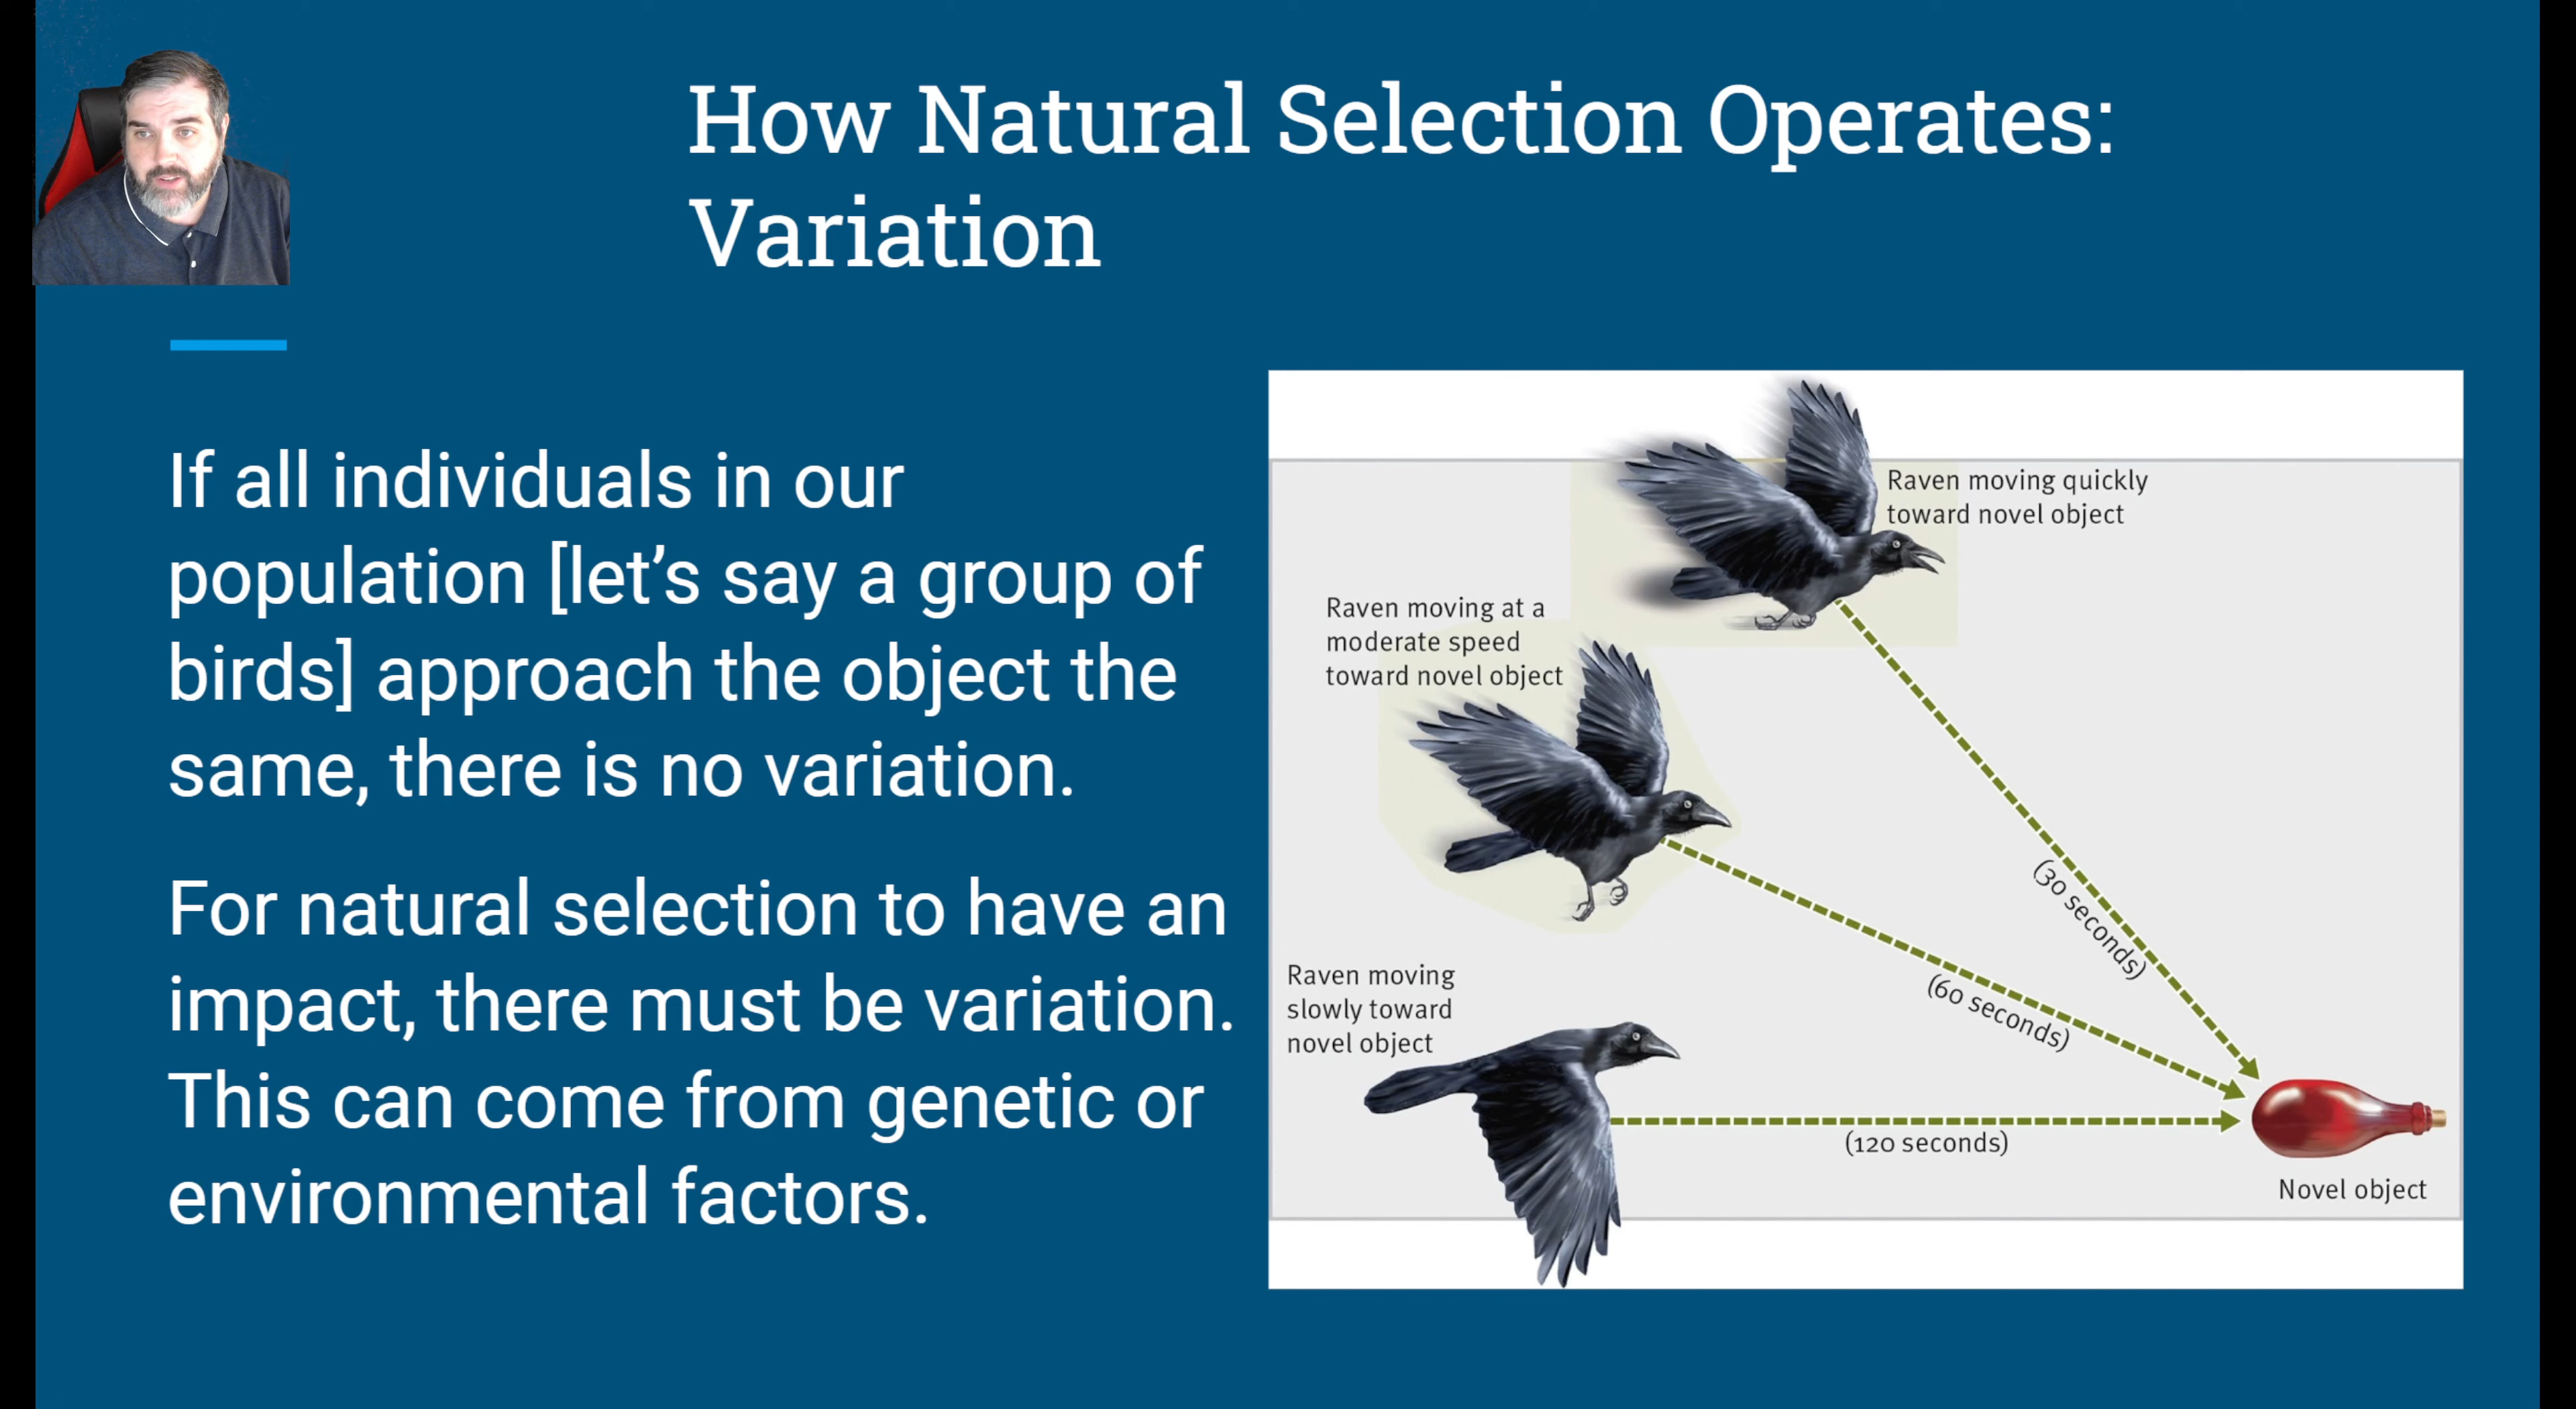 How Natural Selection Operates:
Variation
If all individuals in our
population [let’s say a group of
birds] approach the object the
same, there is no variation.
For natural selection to have an
impact, there must be variation.
This can come from genetic or
environmental factors.
Raven moving quickly
toward novel object
Raven moving at a
moderate speed
toward novel object
Raven moving
slowly toward
novel object
(30 seconds)
(60 seconds)
(120 seconds)
Novel object